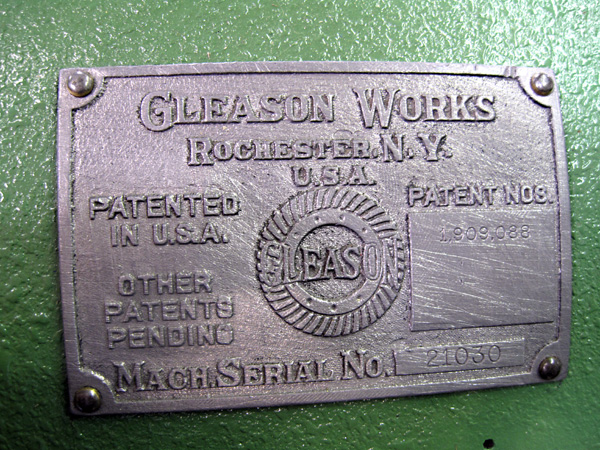 GLEASON WORKS
ROCHESTER. N. Y.
U.S.A.
PATENTED
IN U.S.A.
OTHER
PATENTS
PENDING
GLEASON
PATENT NOS.
1,909,088
MACH. SERIAL NO. 21030